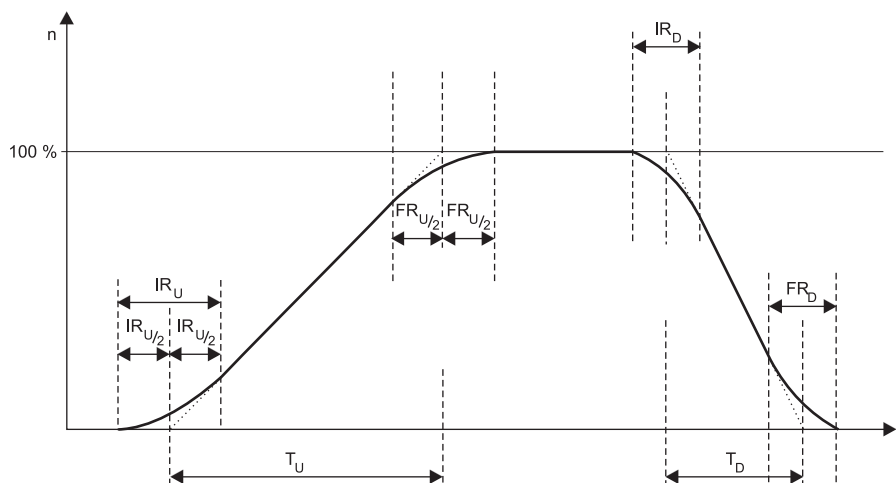 n
IR_D
100 %
FR_U/2 FR_U/2
IR_U
FR_D
IR_U/2 IR_U/2
T_U T_D